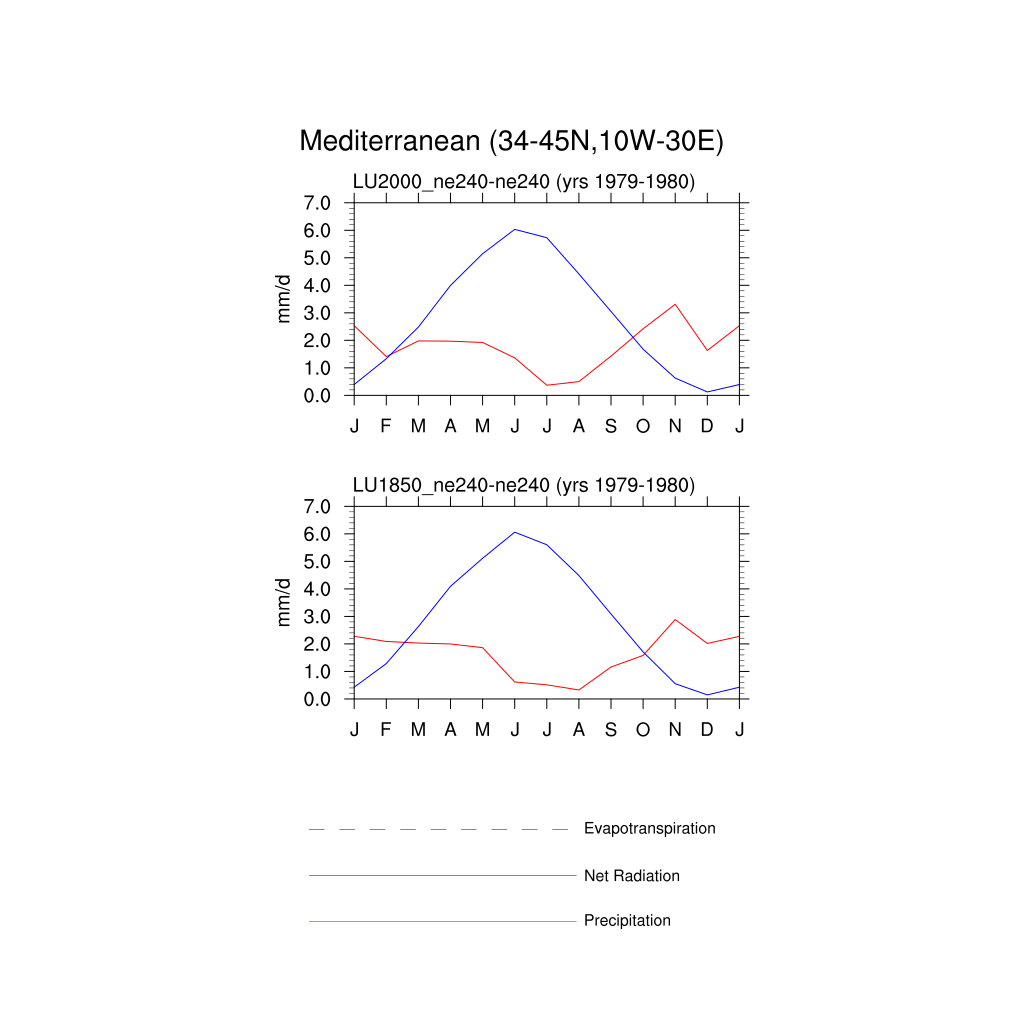 Mediterranean (34-45N,10W-30E)
LU2000_ne240-ne240 (yrs 1979-1980)
7.0
6.0
5.0
4.0
3.0
2.0
1.0
0.0
mm/d
J F M A M J J A S O N D J
LU1850_ne240-ne240 (yrs 1979-1980)
7.0
6.0
5.0
4.0
3.0
2.0
1.0
0.0
mm/d
J F M A M J J A S O N D J
Evapotranspiration
Net Radiation
Precipitation